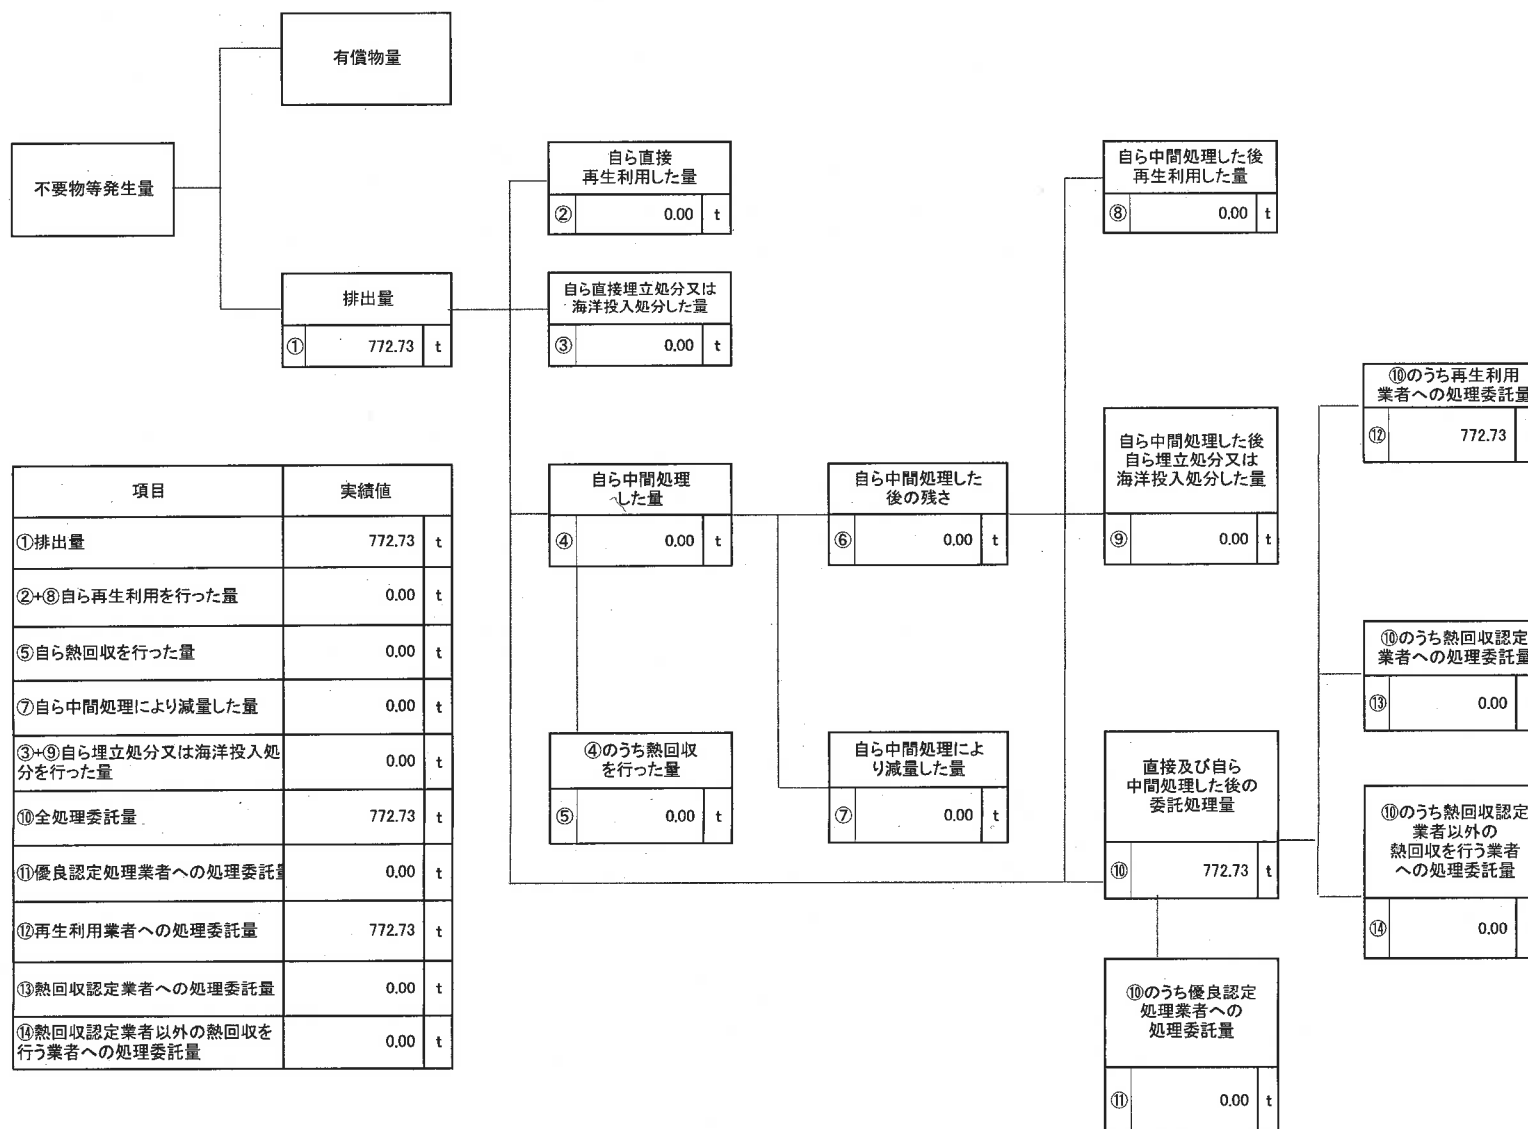 有償物量
不要物等発生量
排出量
① 772.73 t
自ら直接
再生利用した量
② 0.00 t
自ら直接埋立処分又は
海洋投入処分した量
③ 0.00 t
自ら中間処理
した量
④ 0.00 t
④のうち熱回収
を行った量
⑤ 0.00 t
自ら中間処理した
後の残さ
⑥ 0.00 t
自ら中間処理によ
り減量した量
⑦ 0.00 t
自ら中間処理した後
再生利用した量
⑧ 0.00 t
自ら中間処理した後
自ら埋立処分又は
海洋投入処分した量
⑨ 0.00 t
直接及び自ら
中間処理した後の
委託処理量
⑩ 772.73 t
⑩のうち優良認定
処理業者への
処理委託量
⑪ 0.00 t
⑩のうち再生利用
業者への処理委託量
⑫ 772.73
⑩のうち熱回収認定
業者への処理委託量
⑬ 0.00
⑩のうち熱回収認定
業者以外の
熱回収を行う業者
への処理委託量
⑭ 0.00
項目 実績値
①排出量 772.73 t
②+⑧自ら再生利用を行った量 0.00 t
⑤自ら熱回収を行った量 0.00 t
⑦自ら中間処理により減量した量 0.00 t
③+⑨自ら埋立処分又は海洋投入処
分を行った量 0.00 t
⑩全処理委託量 772.73 t
⑪優良認定処理業者への処理委託量 0.00 t
⑫再生利用業者への処理委託量 772.73 t
⑬熱回収認定業者への処理委託量 0.00 t
⑭熱回収認定業者以外の熱回収を
行う業者への処理委託量 0.00 t